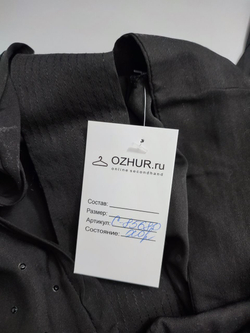 OZHUR.ru
online secondhand
Состав:
Размер:
Артикул:
Состояние: